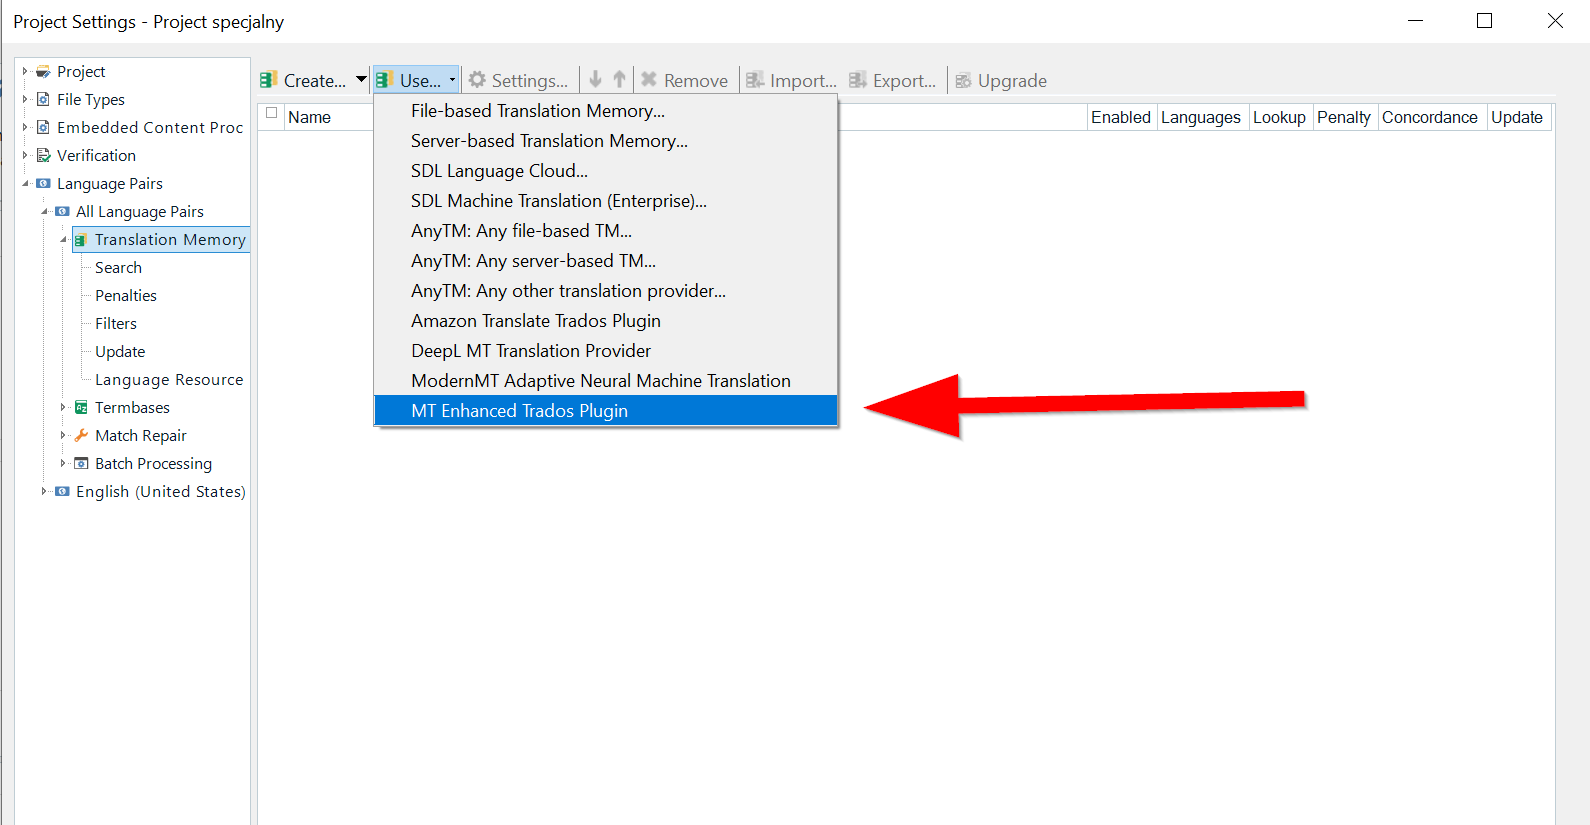 Project Settings - Project specjalny
Project
File Types
Embedded Content Proc
Verification
Language Pairs
All Language Pairs
Translation Memory
Search
Penalties
Filters
Update
Language Resource
Termbases
Match Repair
Batch Processing
English (United States)
Create... Use... Settings... Remove Import... Export... Upgrade
Name Enabled Languages Lookup Penalty Concordance Update
File-based Translation Memory...
Server-based Translation Memory...
SDL Language Cloud...
SDL Machine Translation (Enterprise)...
AnyTM: Any file-based TM...
AnyTM: Any server-based TM...
AnyTM: Any other translation provider...
Amazon Translate Trados Plugin
DeepL MT Translation Provider
ModernMT Adaptive Neural Machine Translation
MT Enhanced Trados Plugin